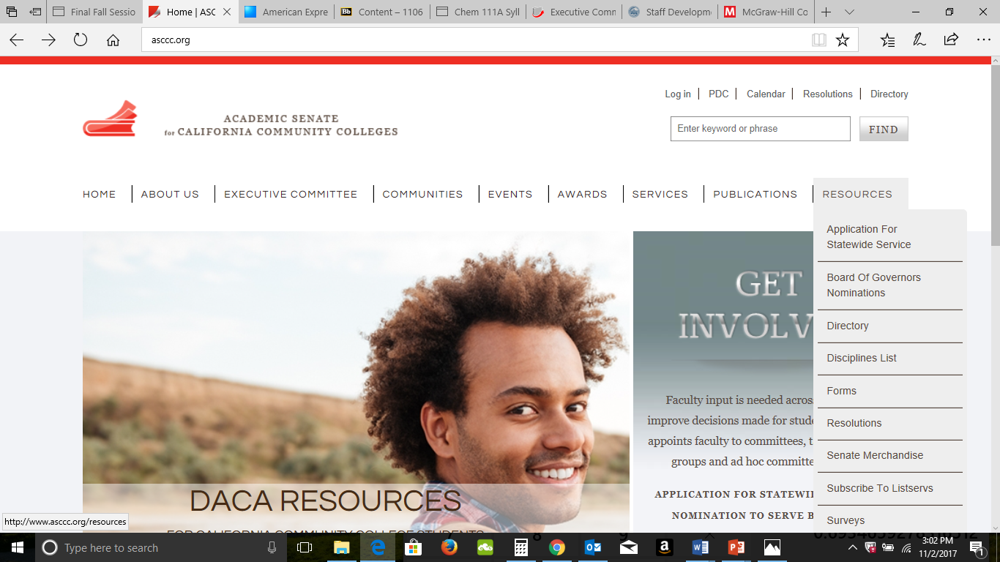 Final Fall Sessio
Home | ASC
American Expre
Bb Content – 1106
Chem 111A Syll
Executive Comm
Staff Developm
M McGraw-Hill Co
asccc.org
Log in | PDC | Calendar | Resolutions | Directory
ACADEMIC SENATE
for CALIFORNIA COMMUNITY COLLEGES
Enter keyword or phrase
FIND
HOME
ABOUT US
EXECUTIVE COMMITTEE
COMMUNITIES
EVENTS
AWARDS
SERVICES
PUBLICATIONS
RESOURCES
Application For
Statewide Service
Board Of Governors
Nominations
Directory
Disciplines List
Forms
Resolutions
Senate Merchandise
Subscribe To Listservs
Surveys
GET
INVOLV
Faculty input is needed acros
improve decisions made for stude
appoints faculty to committees, t
groups and ad hoc committe
APPLICATION FOR STATEWI
NOMINATION TO SERVE B
DACA RESOURCES
FOR CALIFORNIA COMMUNITY COLLEGE STUDENTS
http://www.asccc.org/resources
Type here to search
3:02 PM
11/2/2017